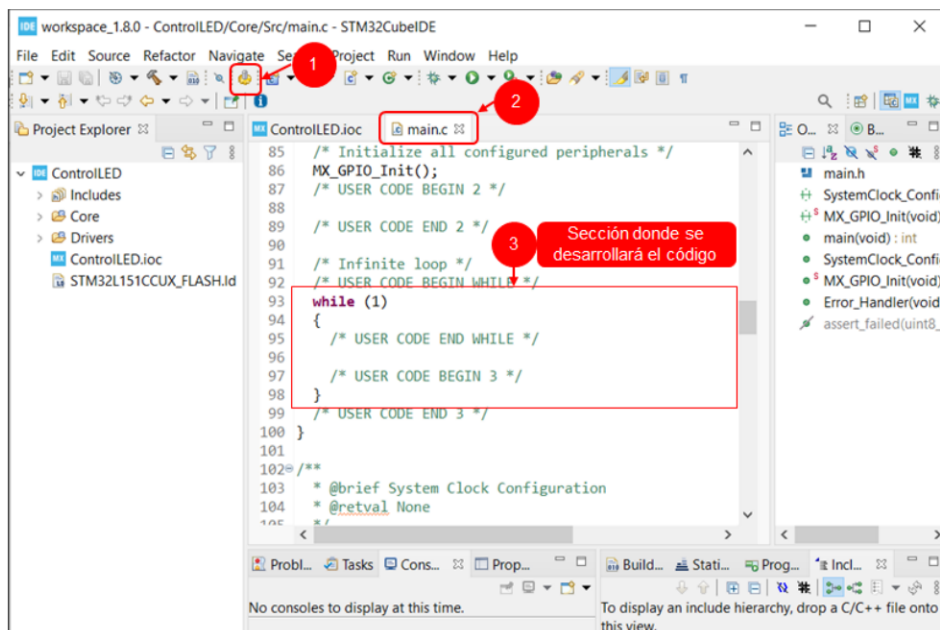 IDE workspace_1.8.0 - ControlLED/Core/Src/main.c - STM32CubeIDE
File Edit Source Refactor Navigate Se Project Run Window Help
1
2
Project Explorer
ControlLED
Includes
Core
Drivers
MX ControlLED.ioc
STM32L151CCUX_FLASH.ld
MX ControlLED.ioc
main.c
85 /* Initialize all configured peripherals */
86 MX_GPIO_Init();
87 /* USER CODE BEGIN 2 */
88
89 /* USER CODE END 2 */
90
91 /* Infinite loop */
92 /* USER CODE BEGIN WHILE */
93 while (1)
94 {
95 /* USER CODE END WHILE */
96
97 /* USER CODE BEGIN 3 */
98 }
99 /* USER CODE END 3 */
100 }
101
102 /**
103 * @brief System Clock Configuration
104 * @retval None
105 */
3
Sección donde se
desarrollará el código
O...
B...
main.h
SystemClock_Confi
MX_GPIO_Init(void)
main(void) : int
SystemClock_Confi
MX_GPIO_Init(void)
Error_Handler(void
assert_failed(uint8_
Probl... Tasks Cons... Prop...
No consoles to display at this time.
Build... Stati... Prog... Incl...
To display an include hierarchy, drop a C/C++ file onto
this view.